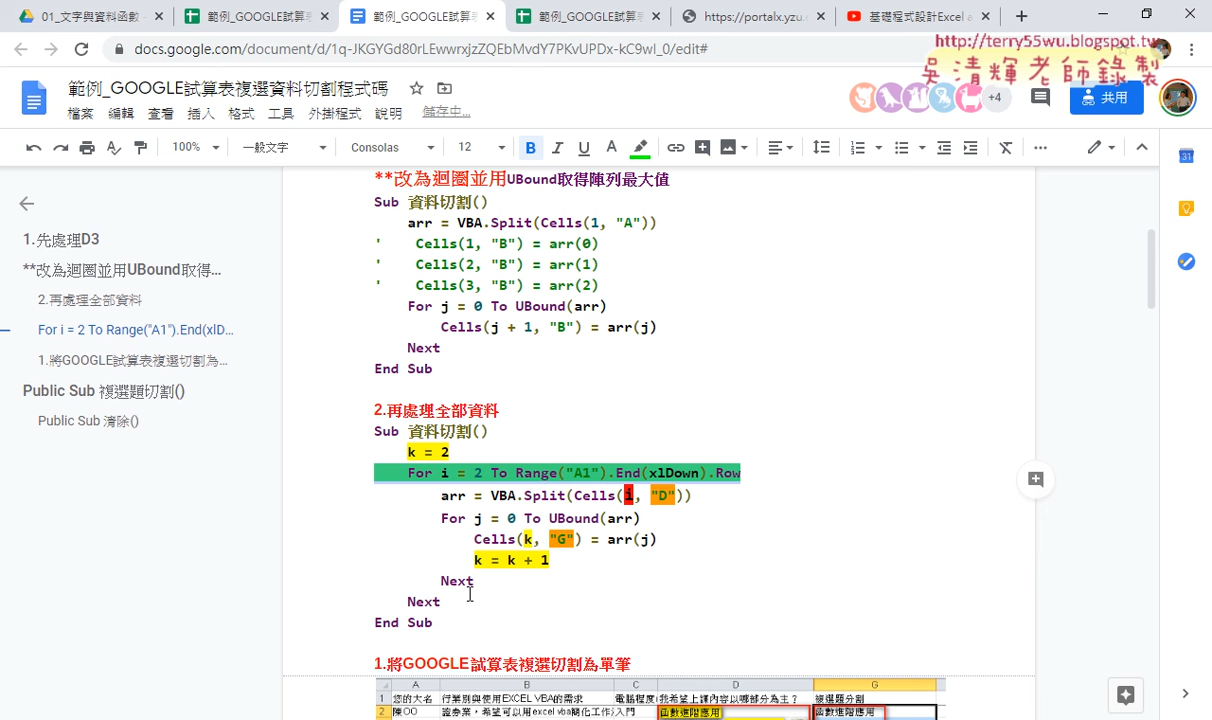 01_文字與資料函數 -
範例_GOOGLE試算表
範例_GOOGLE試算表
範例_GOOGLE試算表
https://portalx.yzu.
基礎程式設計Excel a
docs.google.com/document/d/1q-JKGYGd80rLEwwrxjzZQEbMvdY7PKvUPDx-kC9wI_0/edit#
http://terry55wu.blogspot.tw
吳清輝老師錄製
範例_GOOGLE試算表複選資料切割程式碼
檔案 編輯 查看 插入 格式 工具 外掛程式 說明 儲存中...
+4
共用
100% 一般文字 Consolas 12 B I U A
31
1.先處理D3
**改為迴圈並用UBound取得...
2.再處理全部資料
For i = 2 To Range("A1").End(xlD...
1.將GOOGLE試算表複選切割為...
Public Sub 複選題切割()
Public Sub 清除()
**改為迴圈並用UBound取得陣列最大值
Sub 資料切割()
arr = VBA.Split(Cells(1, "A"))
' Cells(1, "B") = arr(0)
' Cells(2, "B") = arr(1)
' Cells(3, "B") = arr(2)
For j = 0 To UBound(arr)
Cells(j + 1, "B") = arr(j)
Next
End Sub
2.再處理全部資料
Sub 資料切割()
k = 2
For i = 2 To Range("A1").End(xlDown).Row
arr = VBA.Split(Cells(i, "D"))
For j = 0 To UBound(arr)
Cells(k, "G") = arr(j)
k = k + 1
Next
Next
End Sub
1.將GOOGLE試算表複選切割為單筆
A B C D G
1 您的大名 行業別與使用EXCEL VBA的需求 電腦程度 我希望上課內容以哪部分為主? 複選題分割
2 陳OO 證券業,希望可以用excel vba簡化工作 入門 函數進階應用 函數進階應用